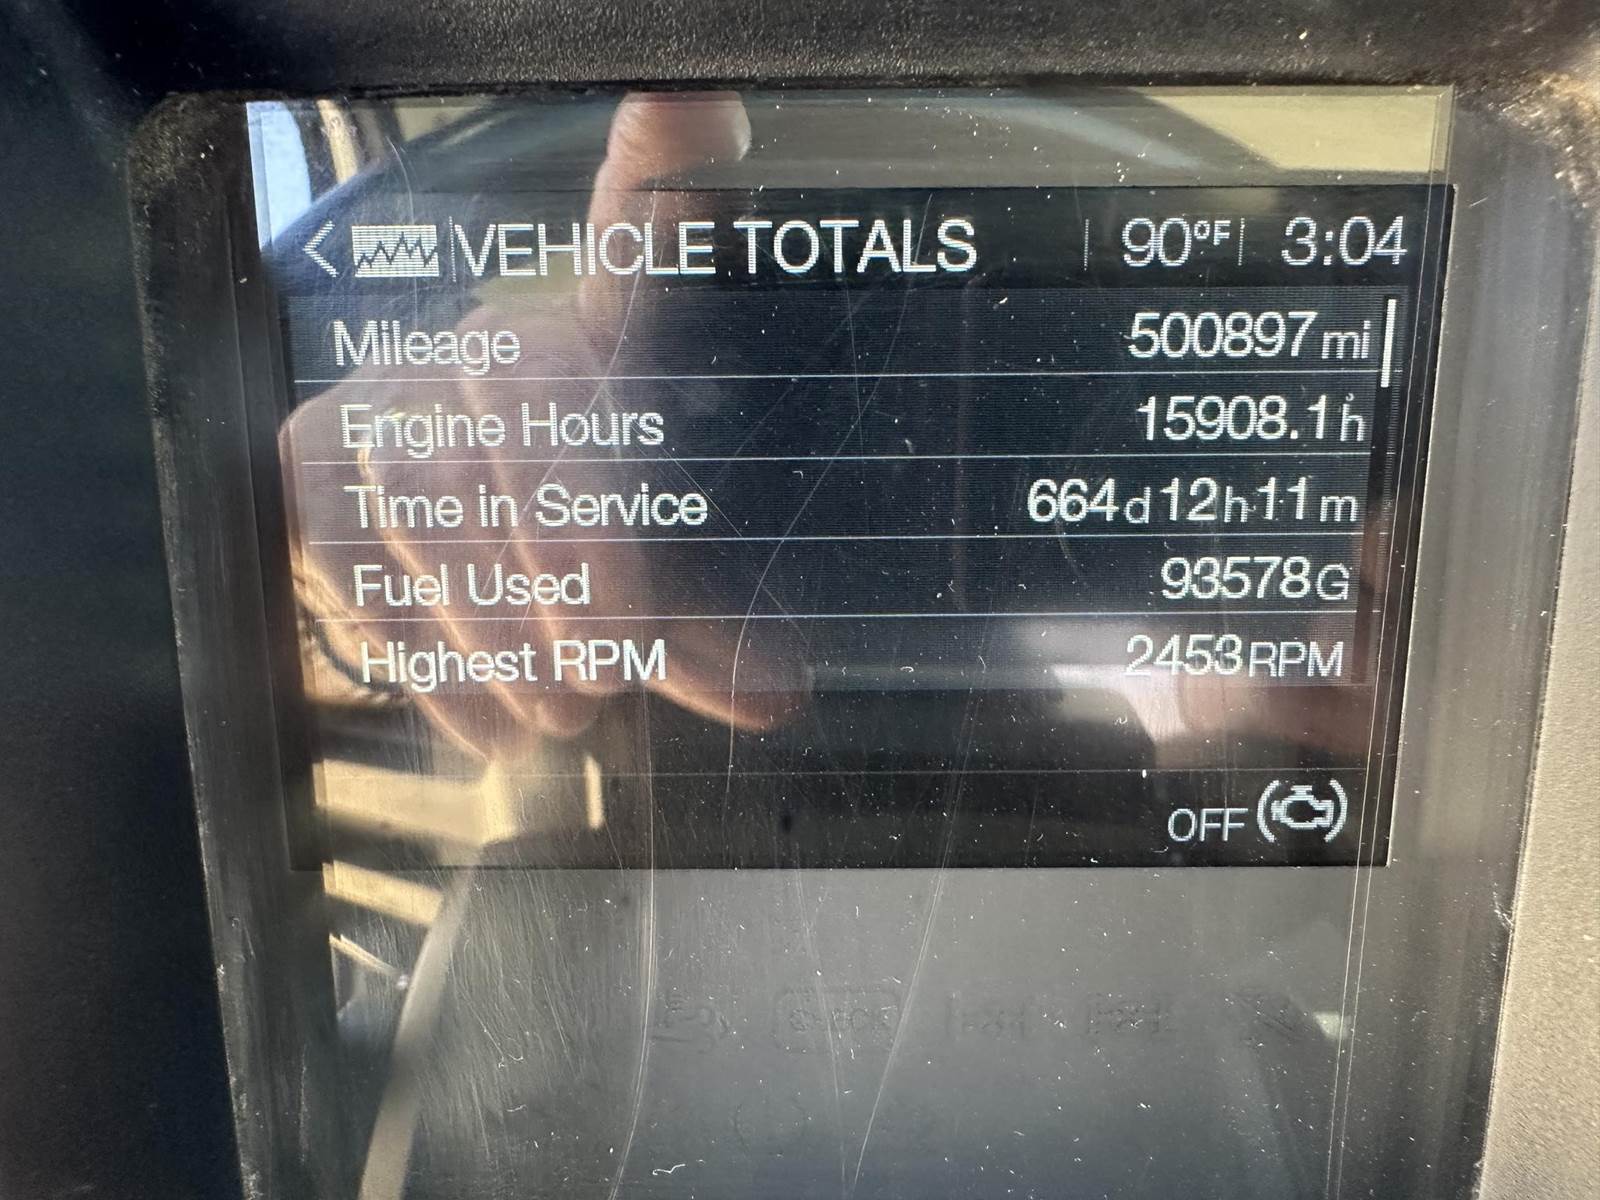 VEHICLE TOTALS 90°F 3:04
Mileage 500897 mi
Engine Hours 15908.1 h
Time in Service 664 d 12 h 11 m
Fuel Used 93578 G
Highest RPM 2453 RPM
OFF